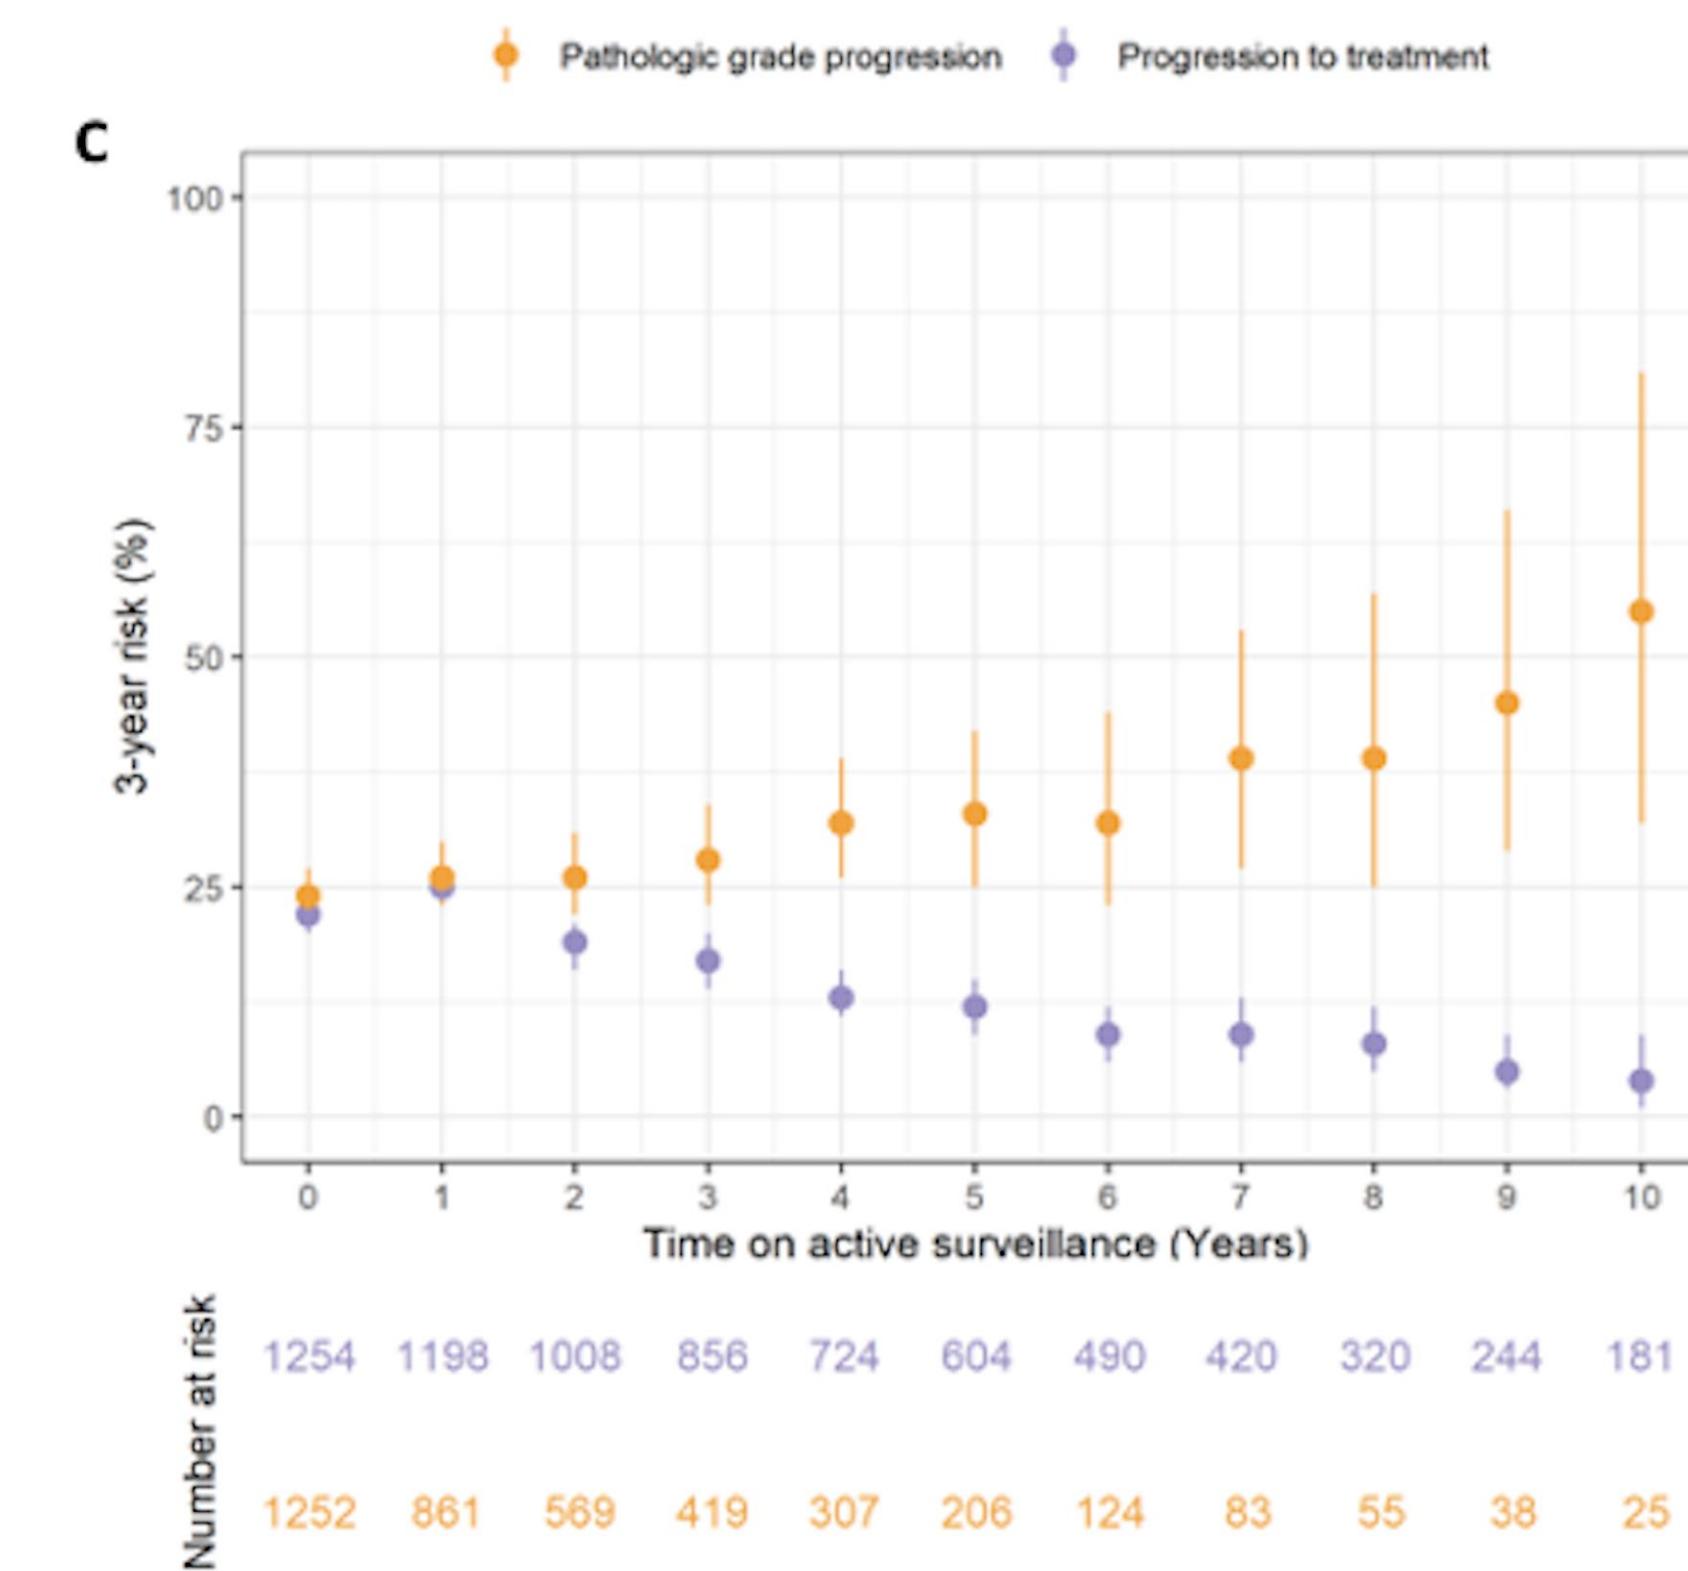 Pathologic grade progression Progression to treatment
C
100
75
50
25
0
3-year risk (%)
0 1 2 3 4 5 6 7 8 9 10
Time on active surveillance (Years)
Number at risk
1254 1198 1008 856 724 604 490 420 320 244 181
1252 861 569 419 307 206 124 83 55 38 25